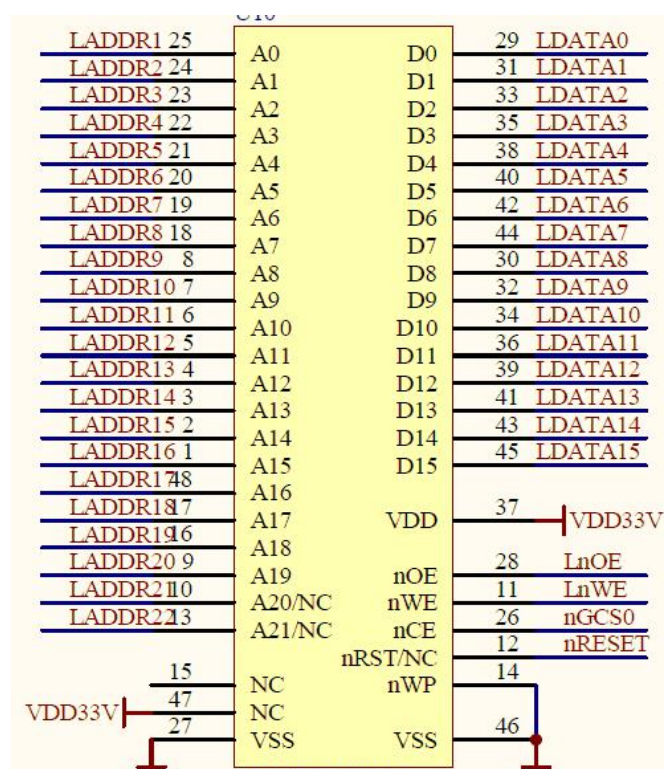 LADDR1 25 A0 D0 29 LDATA0
LADDR2 24 A1 D1 31 LDATA1
LADDR3 23 A2 D2 33 LDATA2
LADDR4 22 A3 D3 35 LDATA3
LADDR5 21 A4 D4 38 LDATA4
LADDR6 20 A5 D5 40 LDATA5
LADDR7 19 A6 D6 42 LDATA6
LADDR8 18 A7 D7 44 LDATA7
LADDR9 8 A8 D8 30 LDATA8
LADDR10 7 A9 D9 32 LDATA9
LADDR11 6 A10 D10 34 LDATA10
LADDR12 5 A11 D11 36 LDATA11
LADDR13 4 A12 D12 39 LDATA12
LADDR14 3 A13 D13 41 LDATA13
LADDR15 2 A14 D14 43 LDATA14
LADDR16 1 A15 D15 45 LDATA15
LADDR17 48 A16
LADDR18 17 A17 VDD 37 VDD33V
LADDR19 16 A18
LADDR20 9 A19 nOE 28 LnOE
LADDR21 10 A20/NC nWE 11 LnWE
LADDR22 13 A21/NC nCE 26 nGCS0
nRST/NC 12 nRESET
15 NC nWP 14
VDD33V 47 NC
27 VSS VSS 46